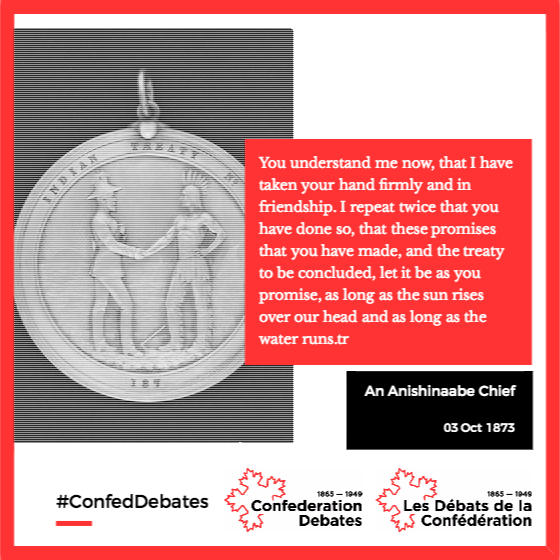 INDIAN TREATY No
187
You understand me now, that I have
taken your hand firmly and in
friendship. I repeat twice that you
have done so, that these promises
that you have made, and the treaty
to be concluded, let it be as you
promise, as long as the sun rises
over our head and as long as the
water runs.tr
An Anishinaabe Chief
03 Oct 1873
#ConfedDebates
1865 — 1949
Confederation
Debates
1865 — 1949
Les Débats de la
Confédération